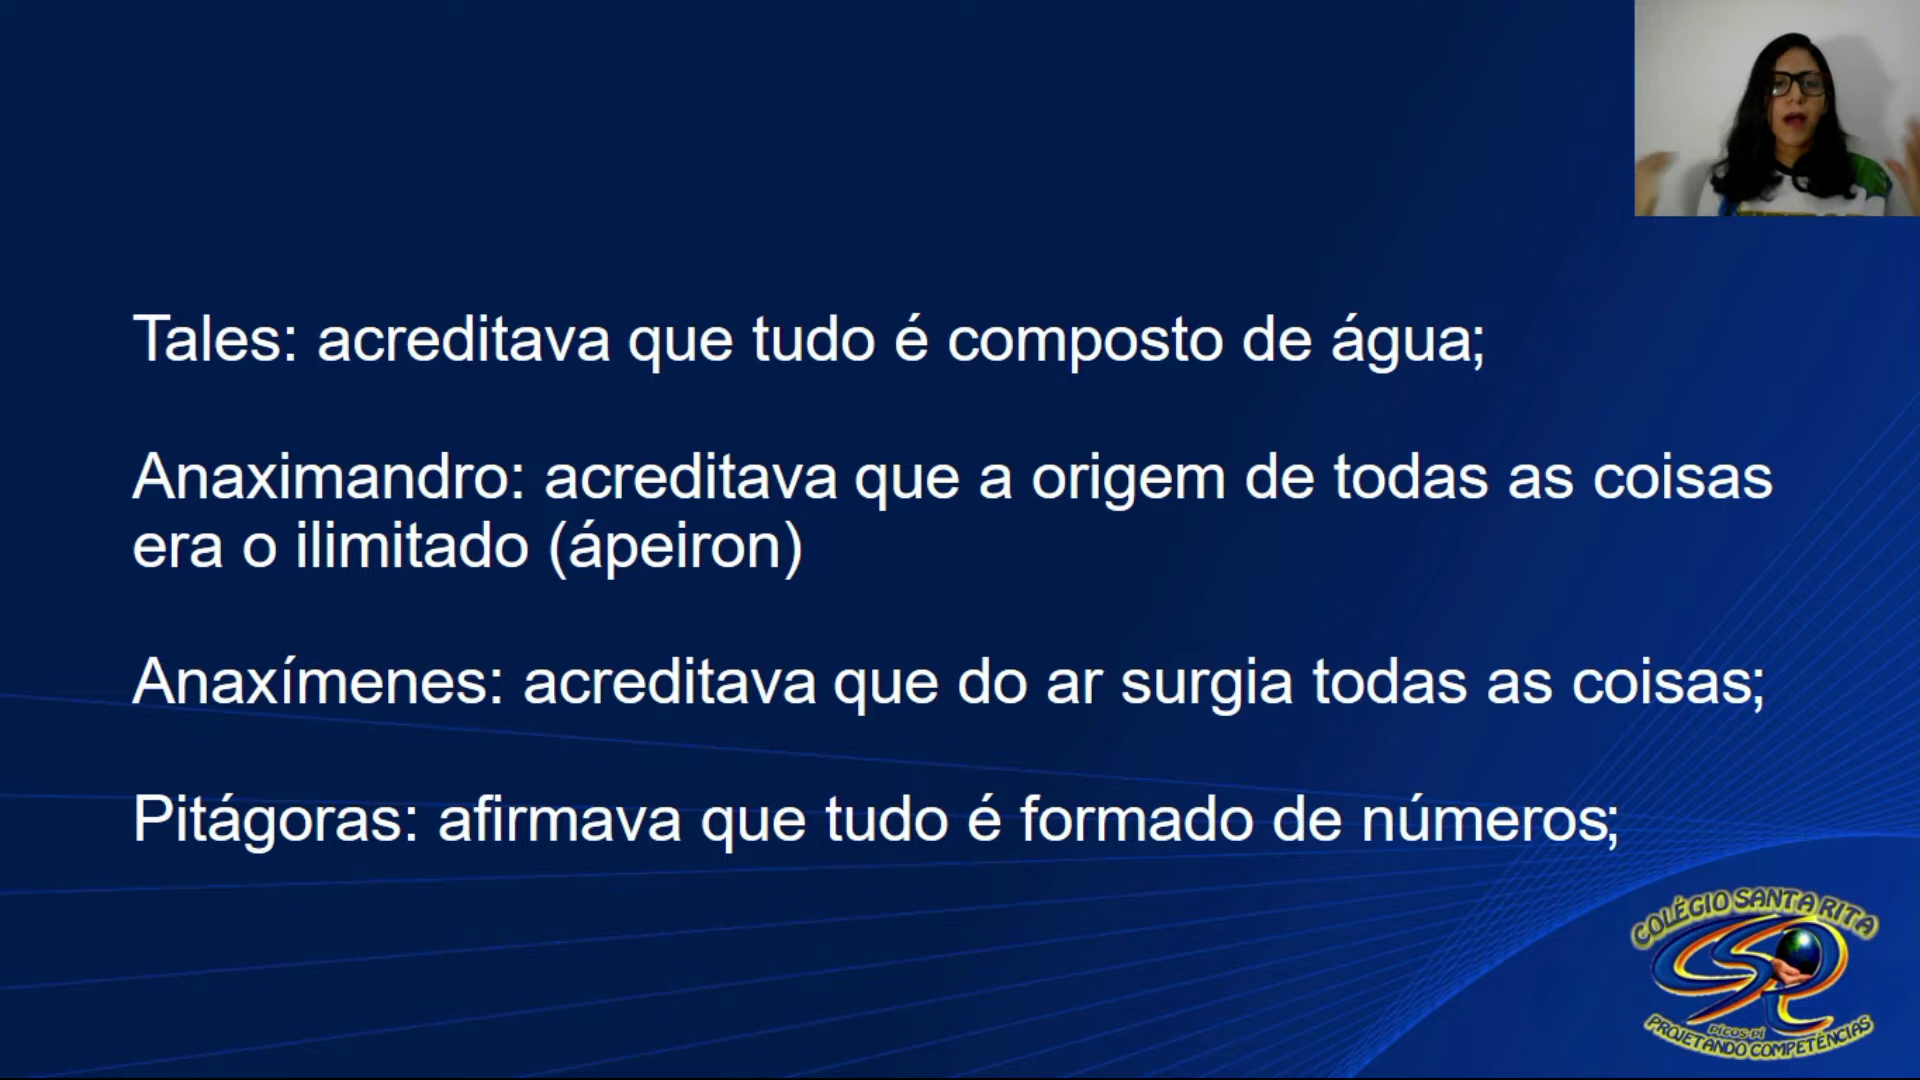 Tales: acreditava que tudo é composto de água;
Anaximandro: acreditava que a origem de todas as coisas
era o ilimitado (ápeiron)
Anaxímenes: acreditava que do ar surgia todas as coisas;
Pitágoras: afirmava que tudo é formado de números;
COLÉGIO SANTA RITA
PICOS-PI
PROJETANDO COMPETÊNCIAS